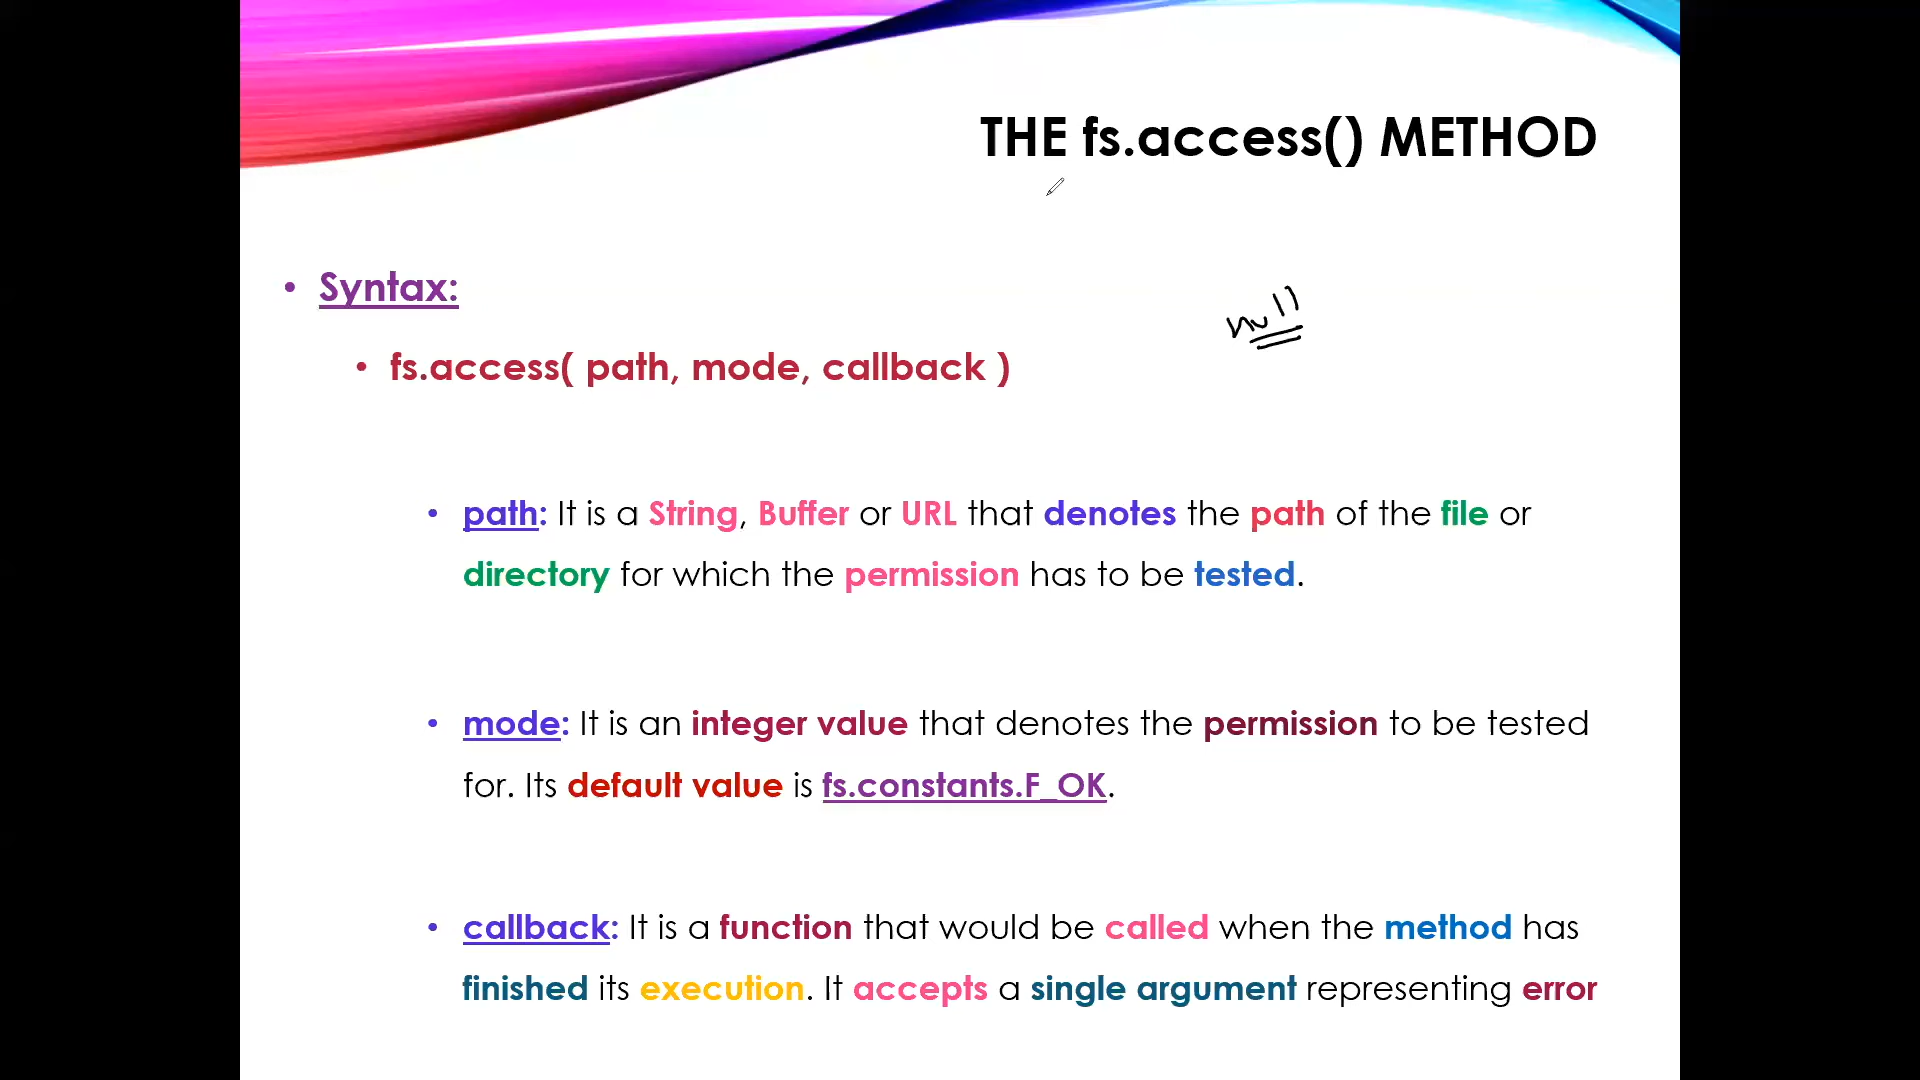 THE fs.access() METHOD
• Syntax:
null
• fs.access( path, mode, callback )
• path: It is a String, Buffer or URL that denotes the path of the file or
directory for which the permission has to be tested.
• mode: It is an integer value that denotes the permission to be tested
for. Its default value is fs.constants.F_OK.
• callback: It is a function that would be called when the method has
finished its execution. It accepts a single argument representing error